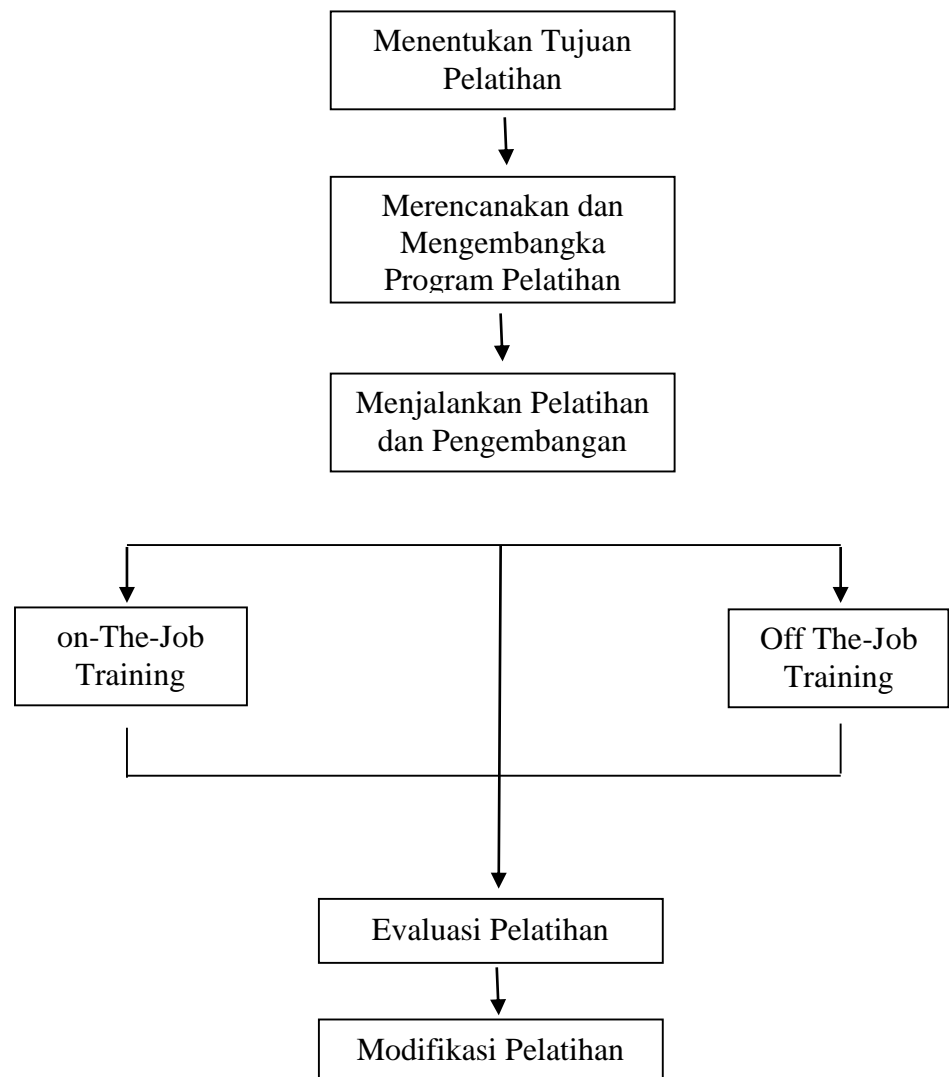 Menentukan Tujuan
Pelatihan
Merencanakan dan
Mengembangka
Program Pelatihan
Menjalankan Pelatihan
dan Pengembangan
on-The-Job
Training
Off The-Job
Training
Evaluasi Pelatihan
Modifikasi Pelatihan